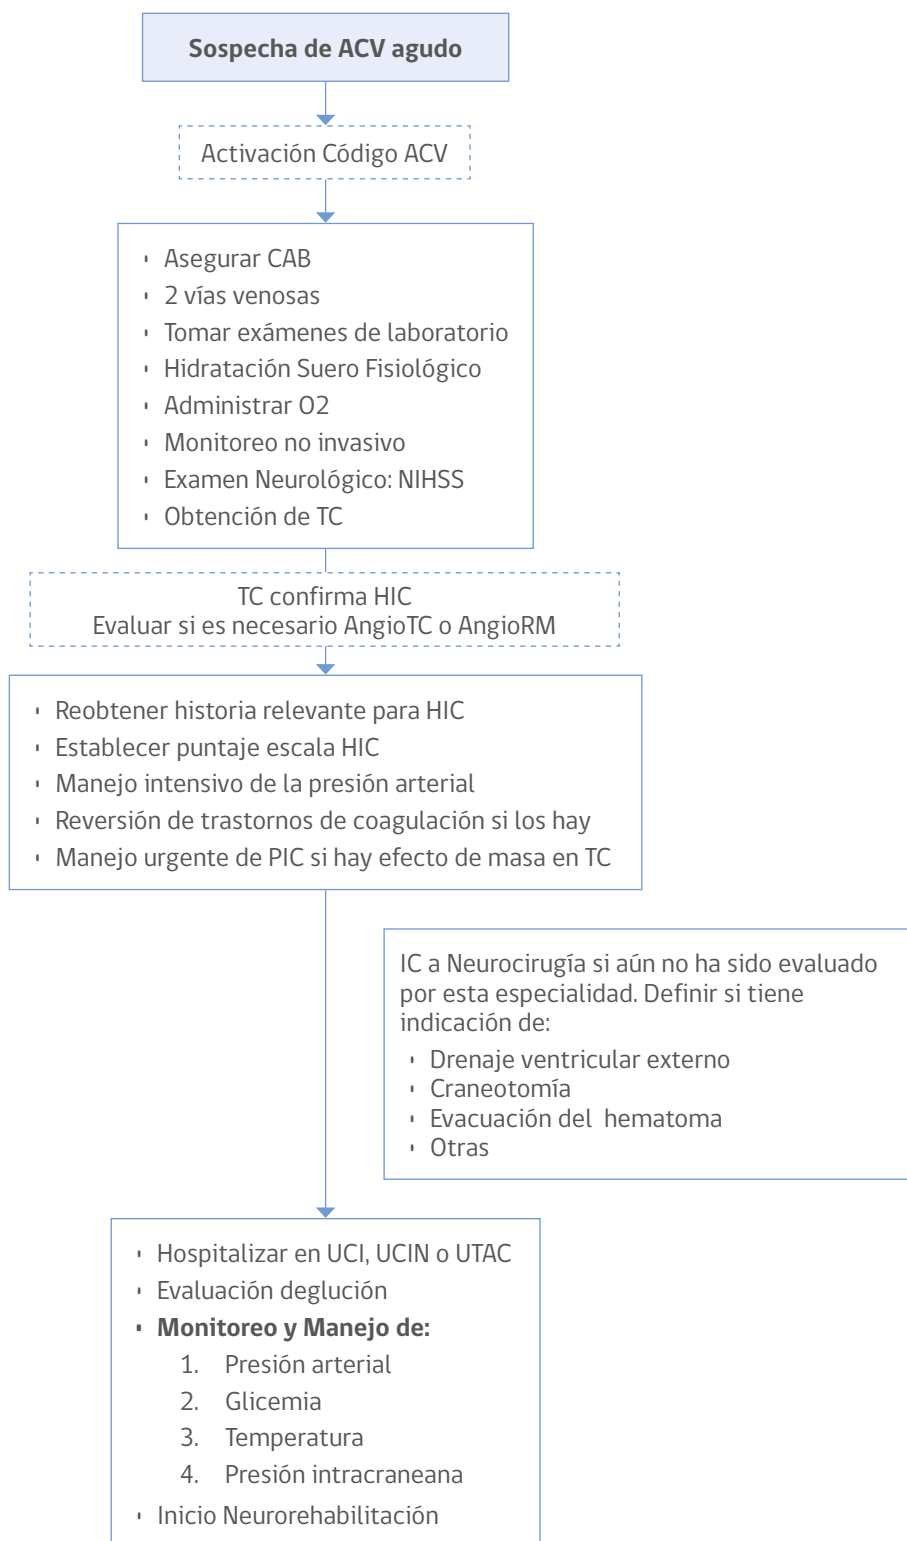 Sospecha de ACV agudo
Activación Código ACV
Asegurar CAB
2 vías venosas
Tomar exámenes de laboratorio
Hidratación Suero Fisiológico
Administrar O2
Monitoreo no invasivo
Examen Neurológico: NIHSS
Obtención de TC
TC confirma HIC
Evaluar si es necesario AngioTC o AngioRM
Reobtener historia relevante para HIC
Establecer puntaje escala HIC
Manejo intensivo de la presión arterial
Reversión de trastornos de coagulación si los hay
Manejo urgente de PIC si hay efecto de masa en TC
IC a Neurocirugía si aún no ha sido evaluado
por esta especialidad. Definir si tiene
indicación de:
Drenaje ventricular externo
Craneotomía
Evacuación del hematoma
Otras
Hospitalizar en UCI, UCIN o UTAC
Evaluación deglución
Monitoreo y Manejo de:
1. Presión arterial
2. Glicemia
3. Temperatura
4. Presión intracraneana
Inicio Neurorehabilitación